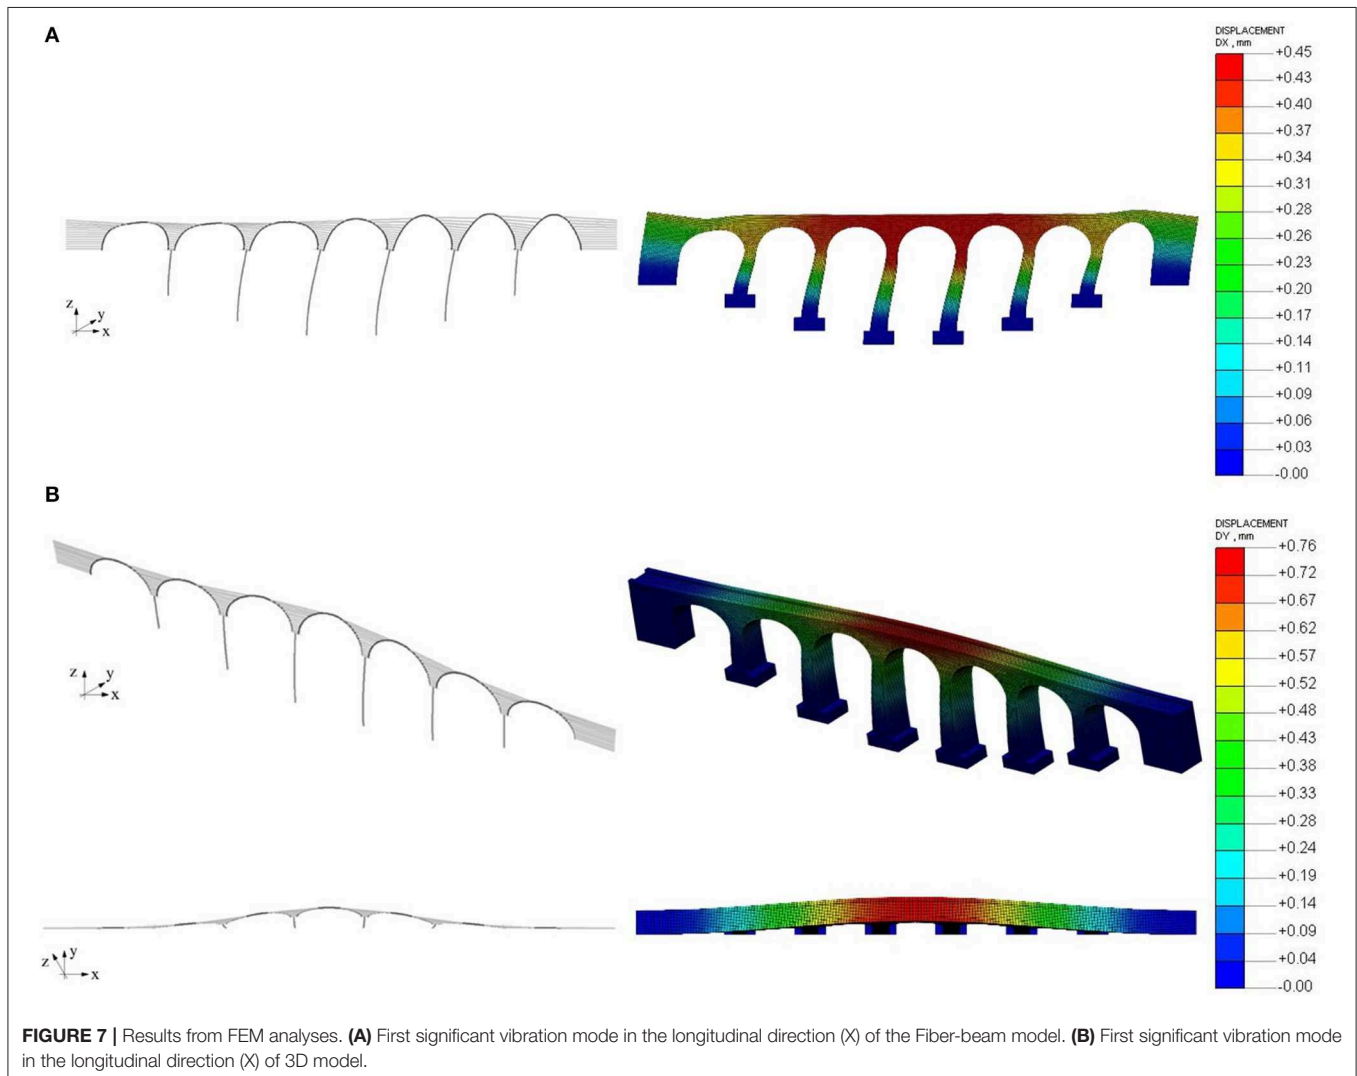 A
DISPLACEMENT
DX , mm
+0.45
+0.43
+0.40
+0.37
+0.34
+0.31
+0.28
+0.26
+0.23
+0.20
+0.17
+0.14
+0.11
+0.09
+0.06
+0.03
-0.00
z
y
x
B
DISPLACEMENT
DY , mm
+0.76
+0.72
+0.67
+0.62
+0.57
+0.52
+0.48
+0.43
+0.38
+0.33
+0.28
+0.24
+0.19
+0.14
+0.09
+0.04
-0.00
z
y
x
z
y
x
FIGURE 7 | Results from FEM analyses. (A) First significant vibration mode in the longitudinal direction (X) of the Fiber-beam model. (B) First significant vibration mode
in the longitudinal direction (X) of 3D model.